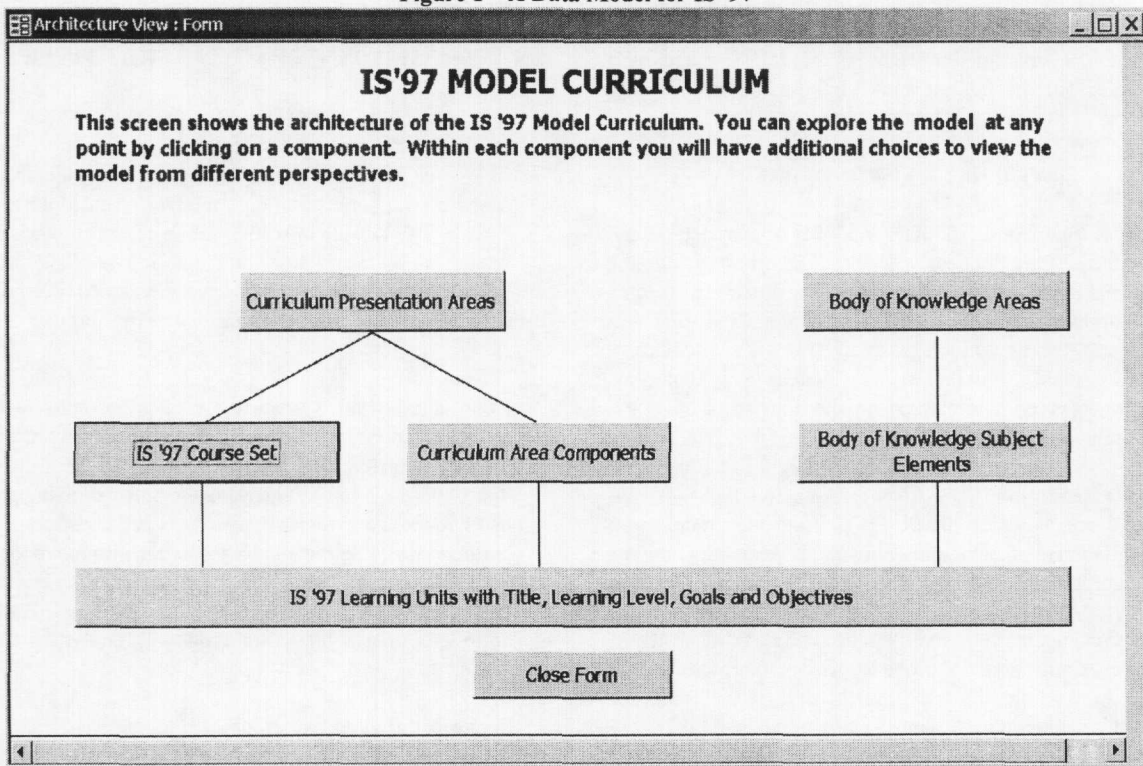 Architecture View : Form
IS'97 MODEL CURRICULUM
This screen shows the architecture of the IS '97 Model Curriculum. You can explore the model at any
point by clicking on a component. Within each component you will have additional choices to view the
model from different perspectives.
Curriculum Presentation Areas
Body of Knowledge Areas
IS '97 Course Set
Curriculum Area Components
Body of Knowledge Subject
Elements
IS '97 Learning Units with Title, Learning Level, Goals and Objectives
Close Form